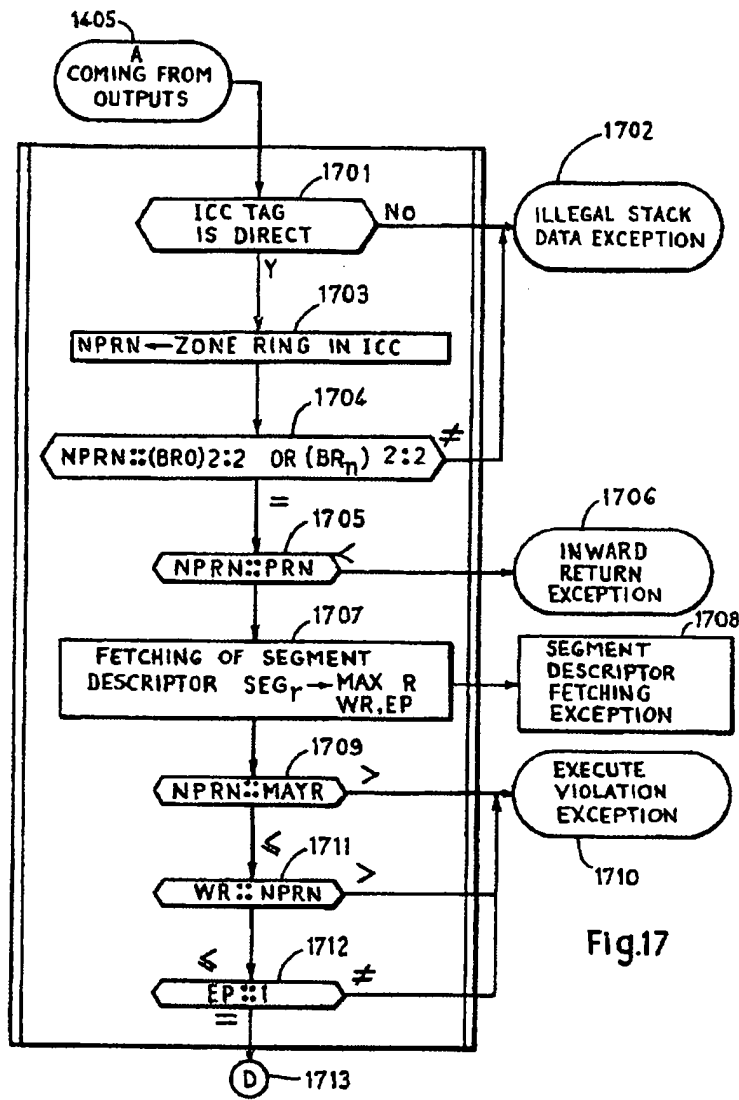 1405
A
COMING FROM
OUTPUTS
1702
1701
ICC TAG
IS DIRECT
No
ILLEGAL STACK
DATA EXCEPTION
Y
1703
NPRN ← ZONE RING IN ICC
1704
NPRN::(BRO)2:2 OR (BRn) 2:2
≠
=
1705
NPRN::PRN
<
1706
INWARD
RETURN
EXCEPTION
1707
FETCHING OF SEGMENT
DESCRIPTOR SEGr → MAX R
WR,EP
1708
SEGMENT
DESCRIPTOR
FETCHING
EXCEPTION
1709
NPRN::MAYR
>
EXECUTE
VIOLATION
EXCEPTION
1710
≤
1711
WR::NPRN
>
≤
1712
EP::1
≠
=
Fig.17
D
1713